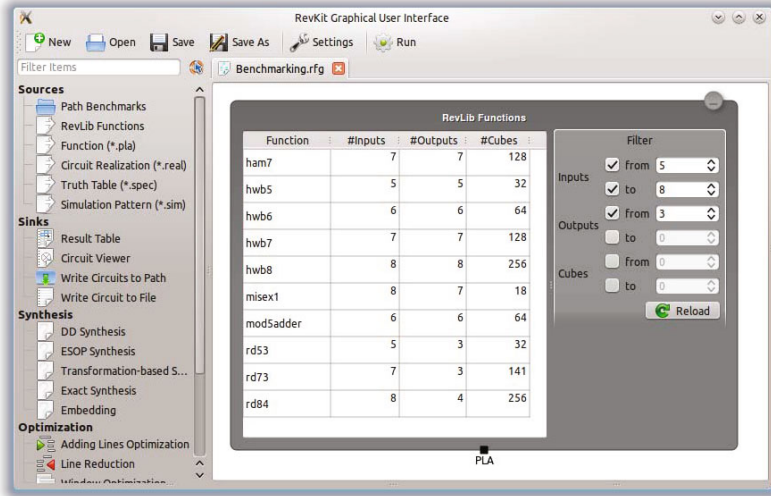 RevKit Graphical User Interface
New Open Save Save As Settings Run
Filter Items
Benchmarking.rfg
Sources
Path Benchmarks
RevLib Functions
Function (*.pla)
Circuit Realization (*.real)
Truth Table (*.spec)
Simulation Pattern (*.sim)
Sinks
Result Table
Circuit Viewer
Write Circuits to Path
Write Circuit to File
Synthesis
DD Synthesis
ESOP Synthesis
Transformation-based S...
Exact Synthesis
Embedding
Optimization
Adding Lines Optimization
Line Reduction
Window Optimization
RevLib Functions
Function #Inputs #Outputs #Cubes
ham7 7 7 128
hwb5 5 5 32
hwb6 6 6 64
hwb7 7 7 128
hwb8 8 8 256
misex1 8 7 18
mod5adder 6 6 64
rd53 5 3 32
rd73 7 3 141
rd84 8 4 256
Filter
Inputs
from 5
to 8
Outputs
from 3
to 0
Cubes
from 0
to 0
Reload
PLA